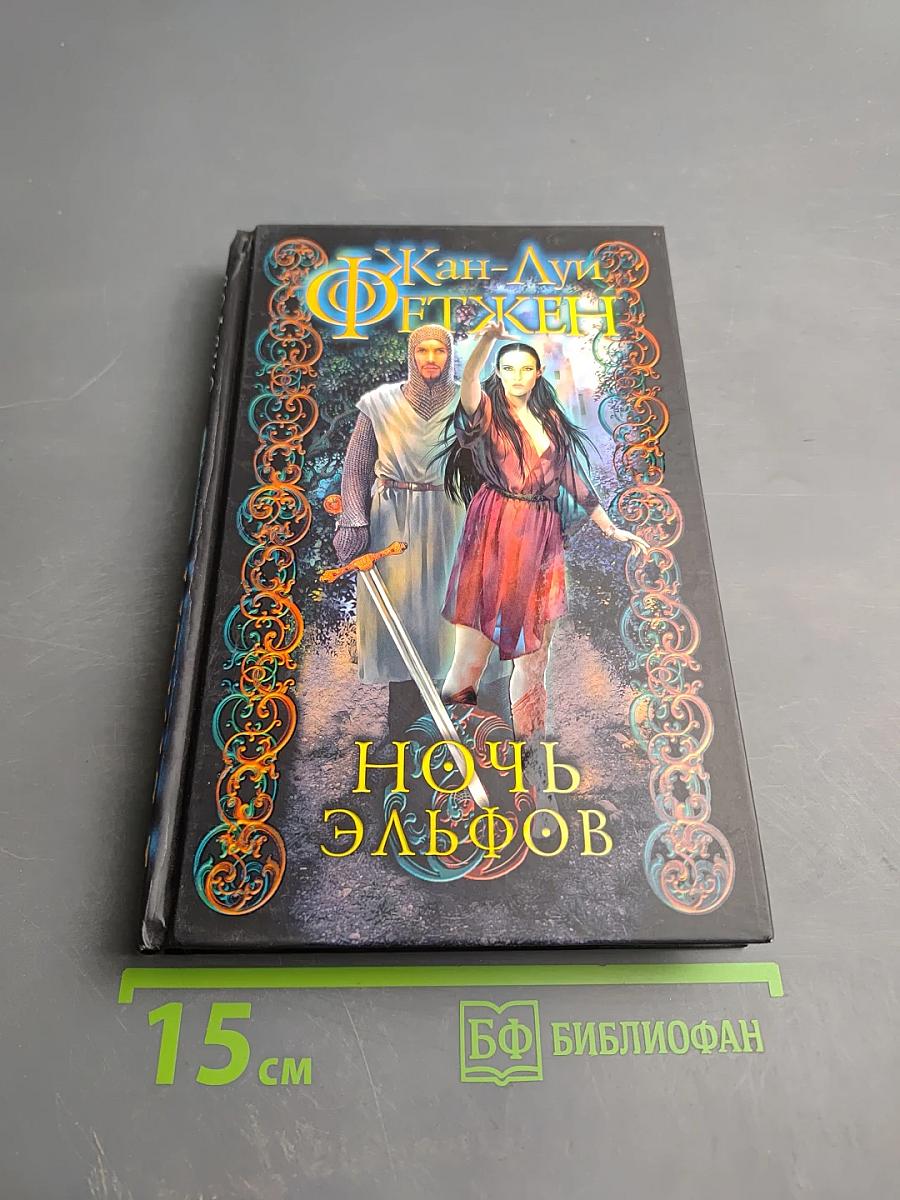 Жан-Луи
ФЕТЖЕН
НОЧЬ
ЭЛЬФОВ
15 см
БФ БИБЛИОФАН